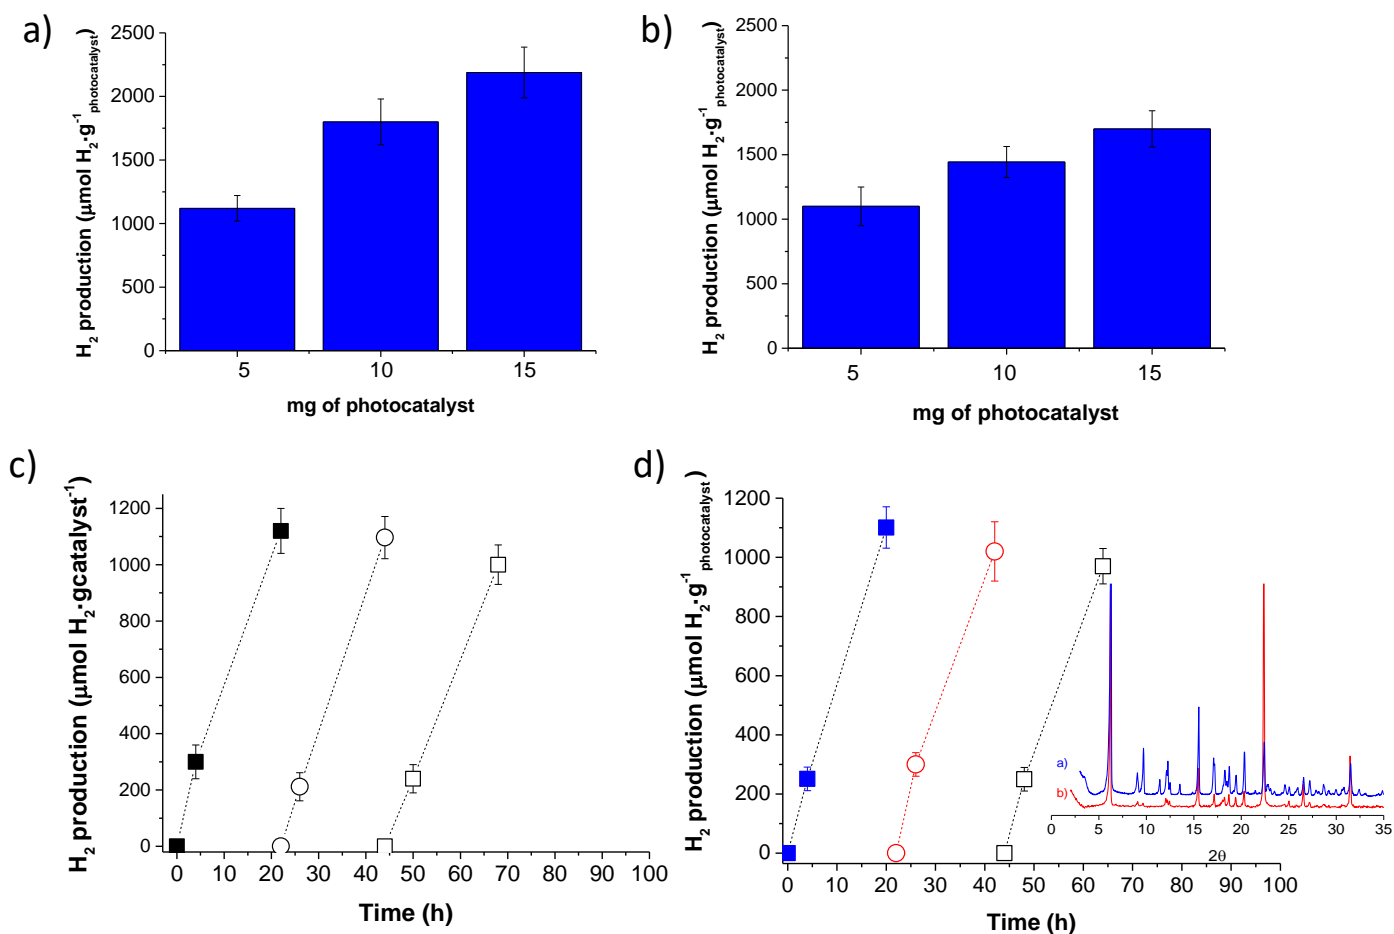 a)
H₂ production (μmol H₂·g⁻¹photocatalyst)
2500
2000
1500
1000
500
0
5 10 15
mg of photocatalyst
b)
H₂ production (μmol H₂·g⁻¹photocatalyst)
2500
2000
1500
1000
500
0
5 10 15
mg of photocatalyst
c)
H₂ production (μmol H₂·gcatalyst⁻¹)
1200
1000
800
600
400
200
0
0 10 20 30 40 50 60 70 80 90 100
Time (h)
d)
H₂ production (μmol H₂·g⁻¹photocatalyst)
1200
1000
800
600
400
200
0
0 10 20 30 40 50 60 70 80 90 100
Time (h)
a)
b)
0 5 10 15 20 25 30 35
2θ